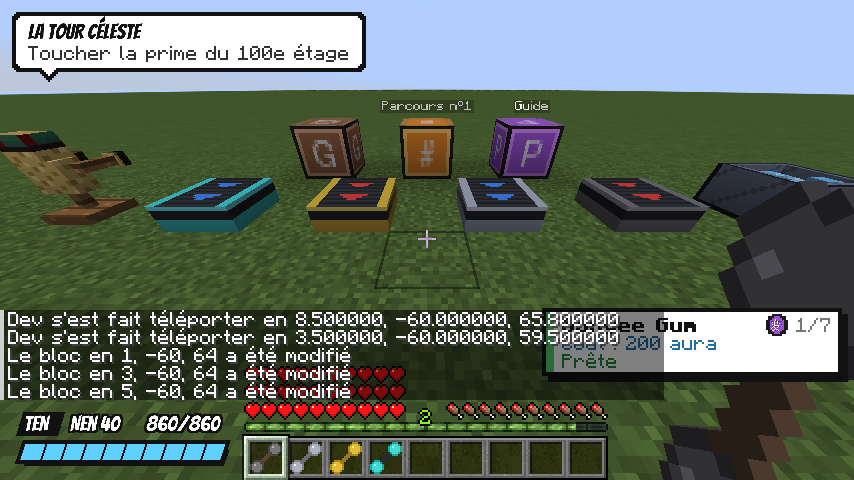 LA TOUR CÉLESTE
Toucher la prime du 100e étage
Parcours n°1
Guide
G
#
P
Dev s'est fait téléporter en 8.500000, -60.000000, 65.800000
Dev s'est fait téléporter en 3.500000, -60.000000, 59.500000
Le bloc en 1, -60, 64 a été modifié
Le bloc en 3, -60, 64 a été modifié
Le bloc en 5, -60, 64 a été modifié
Gum
1/7
200 aura
Prête
2
TEN
NEN 40
860/860